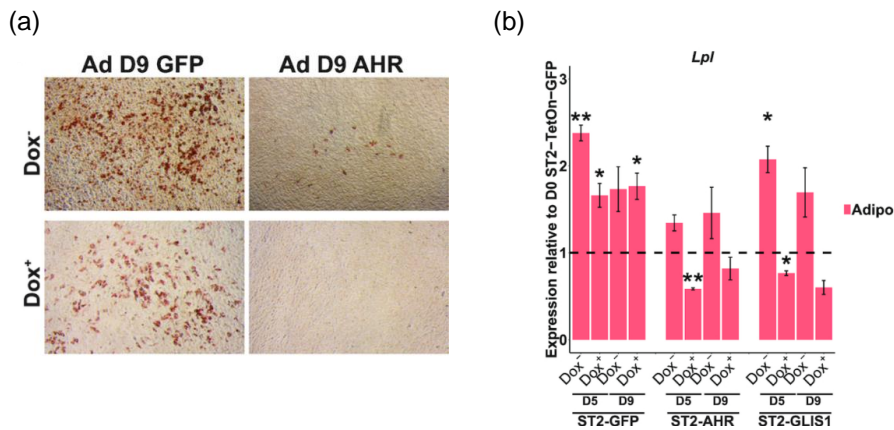 (a)
Ad D9 GFP Ad D9 AHR
Dox-
Dox+
(b)
Lpl
Expression relative to D0 ST2-TetOn-GFP
3
2
1
0
** * * ** * *
Adipo
Dox- Dox+ Dox- Dox+ Dox- Dox+ Dox- Dox+ Dox- Dox+ Dox- Dox+
D5 D9 D5 D9 D5 D9
ST2-GFP ST2-AHR ST2-GLIS1